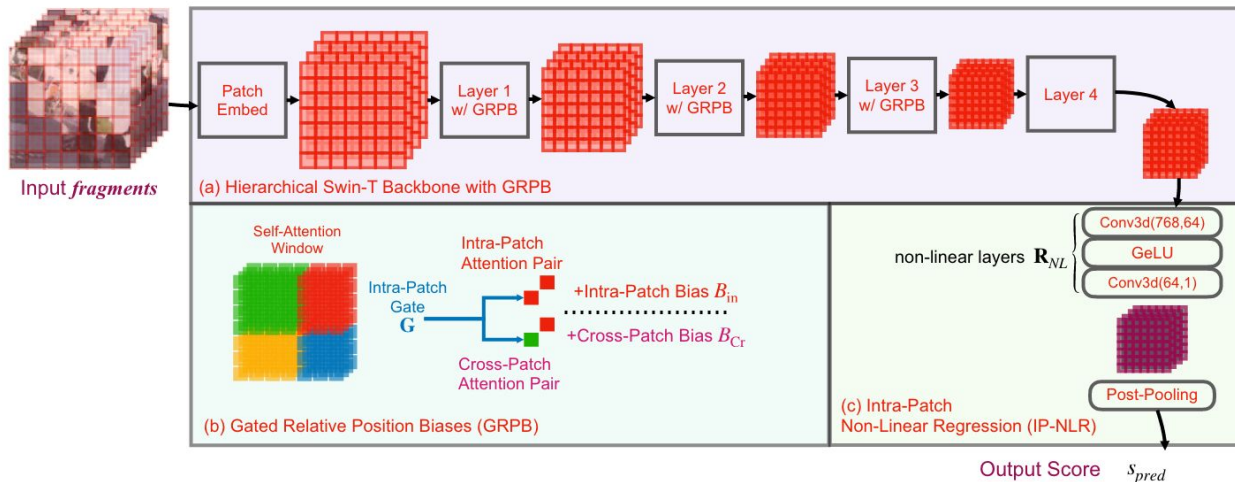 Input fragments
Patch
Embed
Layer 1
w/ GRPB
Layer 2
w/ GRPB
Layer 3
w/ GRPB
Layer 4
(a) Hierarchical Swin-T Backbone with GRPB
Self-Attention
Window
Intra-Patch
Gate
G
Intra-Patch
Attention Pair
Cross-Patch
Attention Pair
+Intra-Patch Bias B_in
+Cross-Patch Bias B_Cr
(b) Gated Relative Position Biases (GRPB)
non-linear layers R_NL
Conv3d(768,64)
GeLU
Conv3d(64,1)
Post-Pooling
(c) Intra-Patch
Non-Linear Regression (IP-NLR)
Output Score s_pred